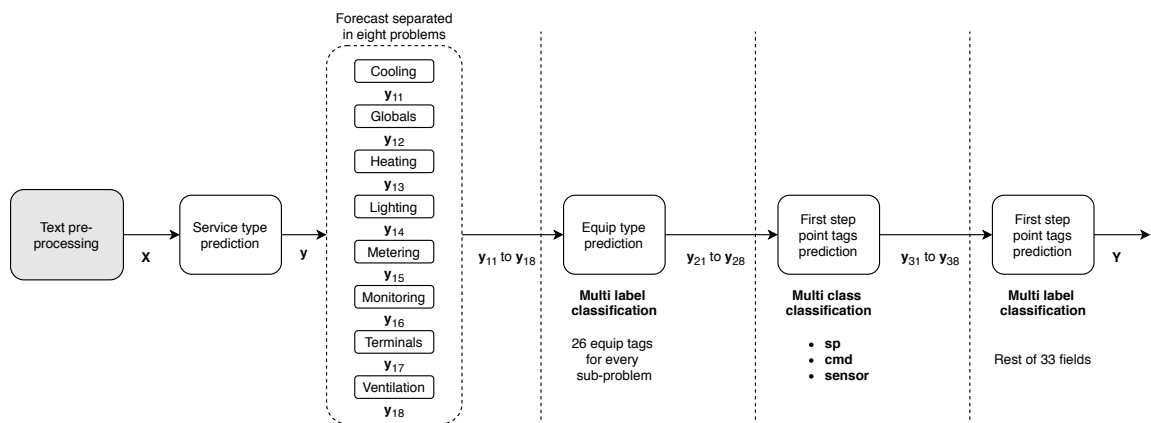 Forecast separated
in eight problems
Cooling
y11
Globals
y12
Heating
y13
Lighting
y14
Metering
y15
Monitoring
y16
Terminals
y17
Ventilation
y18
Text pre-
processing
X
Service type
prediction
y
y11 to y18
Equip type
prediction
Multi label
classification
26 equip tags
for every
sub-problem
y21 to y28
First step
point tags
prediction
Multi class
classification
• sp
• cmd
• sensor
y31 to y38
First step
point tags
prediction
Multi label
classification
Rest of 33 fields
Y